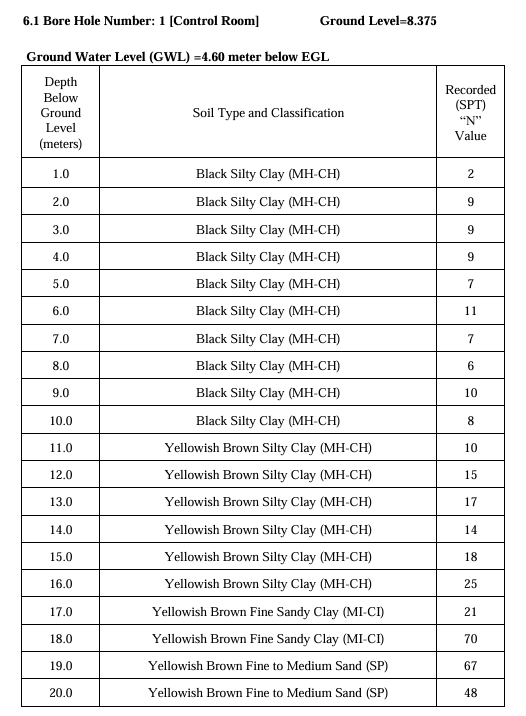 6.1 Bore Hole Number: 1 [Control Room] Ground Level=8.375
Ground Water Level (GWL) =4.60 meter below EGL
Depth
Below
Ground
Level
(meters)
Soil Type and Classification
Recorded
(SPT)
“N”
Value
1.0 Black Silty Clay (MH-CH) 2
2.0 Black Silty Clay (MH-CH) 9
3.0 Black Silty Clay (MH-CH) 9
4.0 Black Silty Clay (MH-CH) 9
5.0 Black Silty Clay (MH-CH) 7
6.0 Black Silty Clay (MH-CH) 11
7.0 Black Silty Clay (MH-CH) 7
8.0 Black Silty Clay (MH-CH) 6
9.0 Black Silty Clay (MH-CH) 10
10.0 Black Silty Clay (MH-CH) 8
11.0 Yellowish Brown Silty Clay (MH-CH) 10
12.0 Yellowish Brown Silty Clay (MH-CH) 15
13.0 Yellowish Brown Silty Clay (MH-CH) 17
14.0 Yellowish Brown Silty Clay (MH-CH) 14
15.0 Yellowish Brown Silty Clay (MH-CH) 18
16.0 Yellowish Brown Silty Clay (MH-CH) 25
17.0 Yellowish Brown Fine Sandy Clay (MI-CI) 21
18.0 Yellowish Brown Fine Sandy Clay (MI-CI) 70
19.0 Yellowish Brown Fine to Medium Sand (SP) 67
20.0 Yellowish Brown Fine to Medium Sand (SP) 48